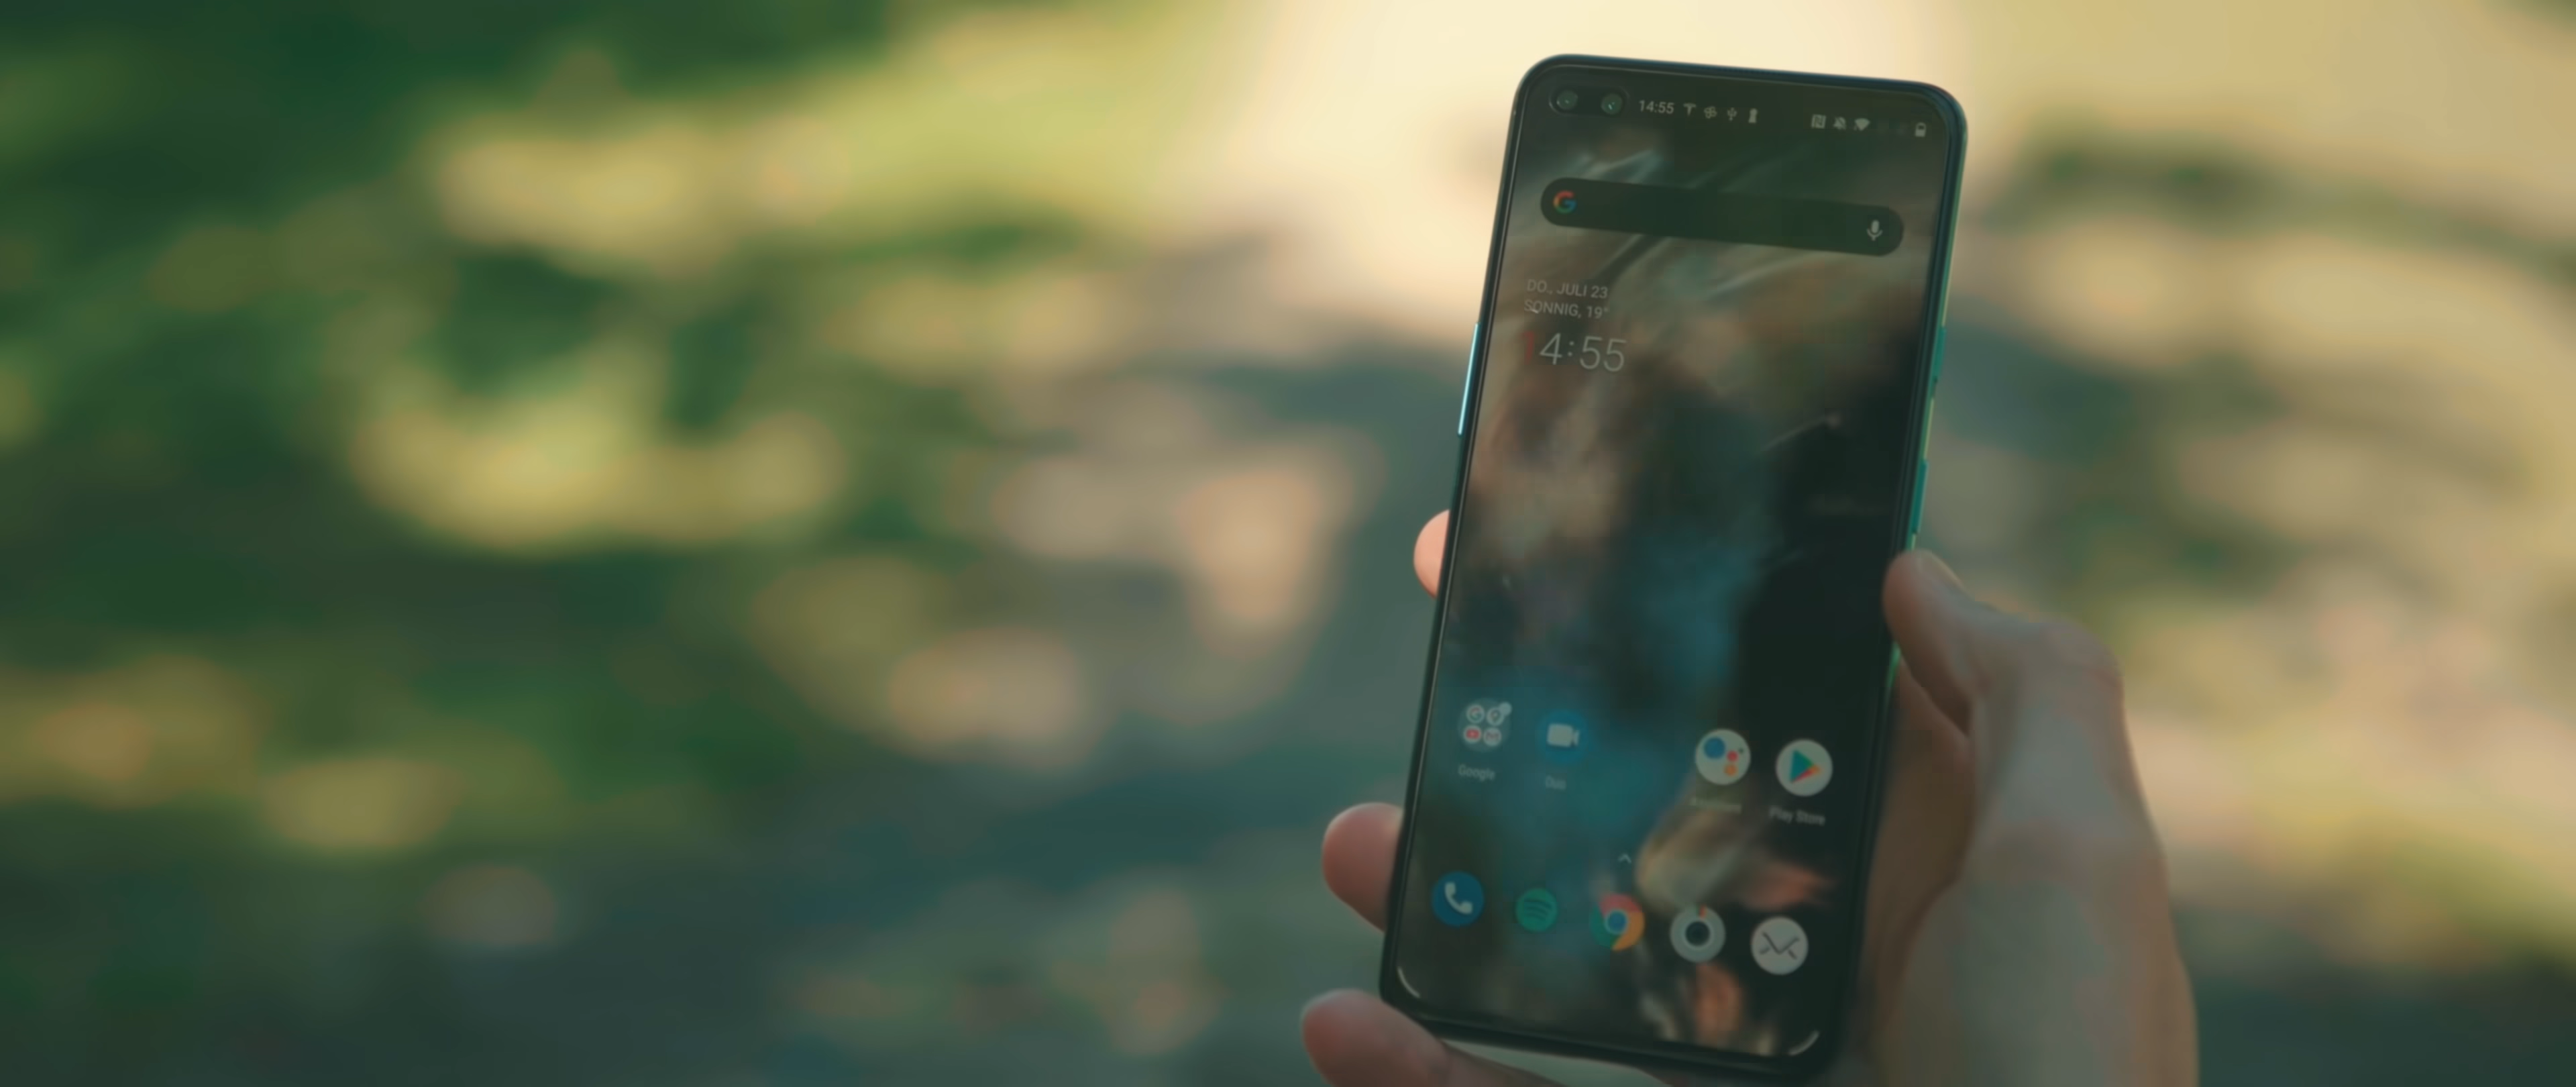 14:55
DO., JULI 23
SONNIG, 19°
14:55
Google
Duo
Play Store